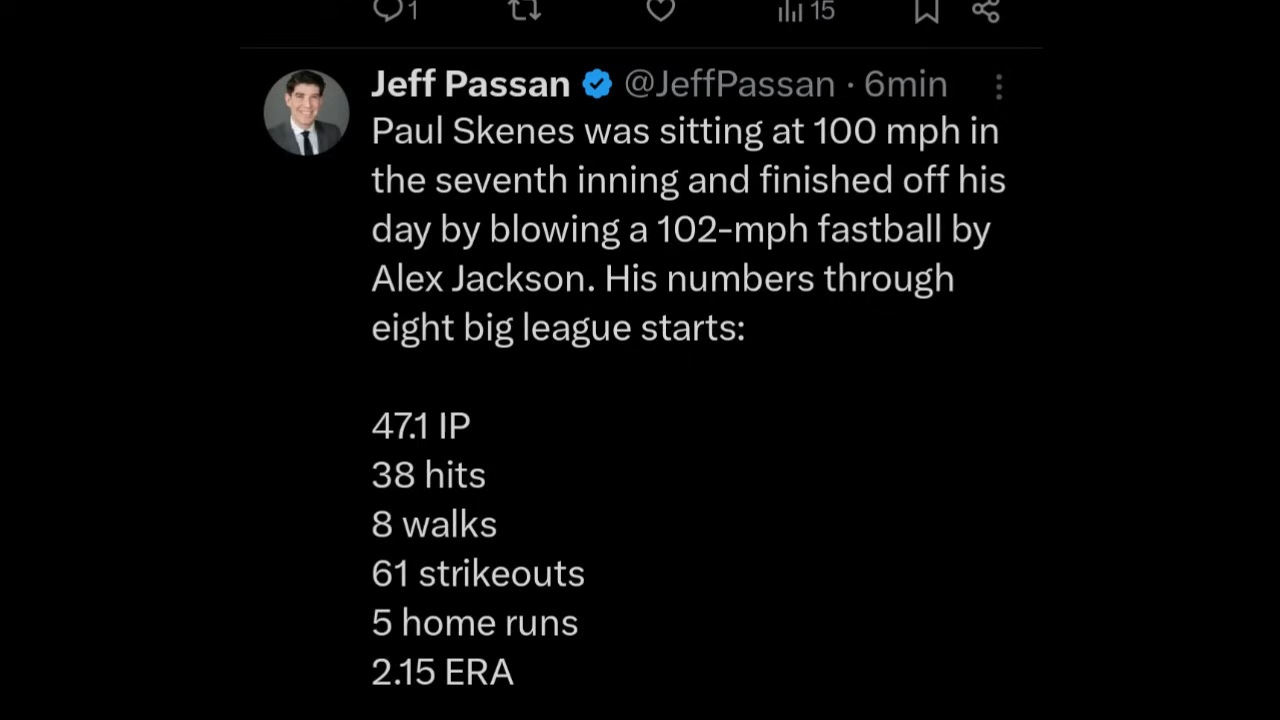 1 15
Jeff Passan @JeffPassan · 6min
Paul Skenes was sitting at 100 mph in
the seventh inning and finished off his
day by blowing a 102-mph fastball by
Alex Jackson. His numbers through
eight big league starts:
47.1 IP
38 hits
8 walks
61 strikeouts
5 home runs
2.15 ERA